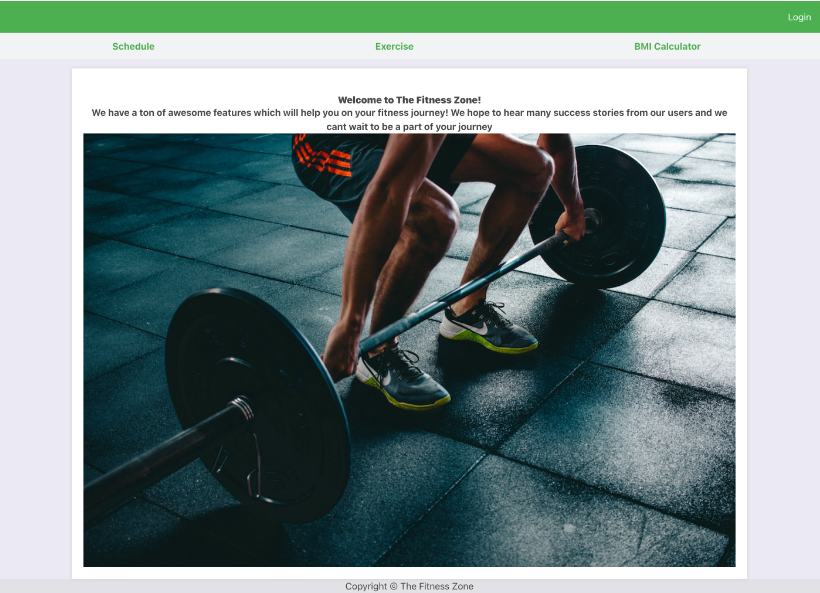 Login
Schedule Exercise BMI Calculator
Welcome to The Fitness Zone!
We have a ton of awesome features which will help you on your fitness journey! We hope to hear many success stories from our users and we
cant wait to be a part of your journey
Copyright © The Fitness Zone